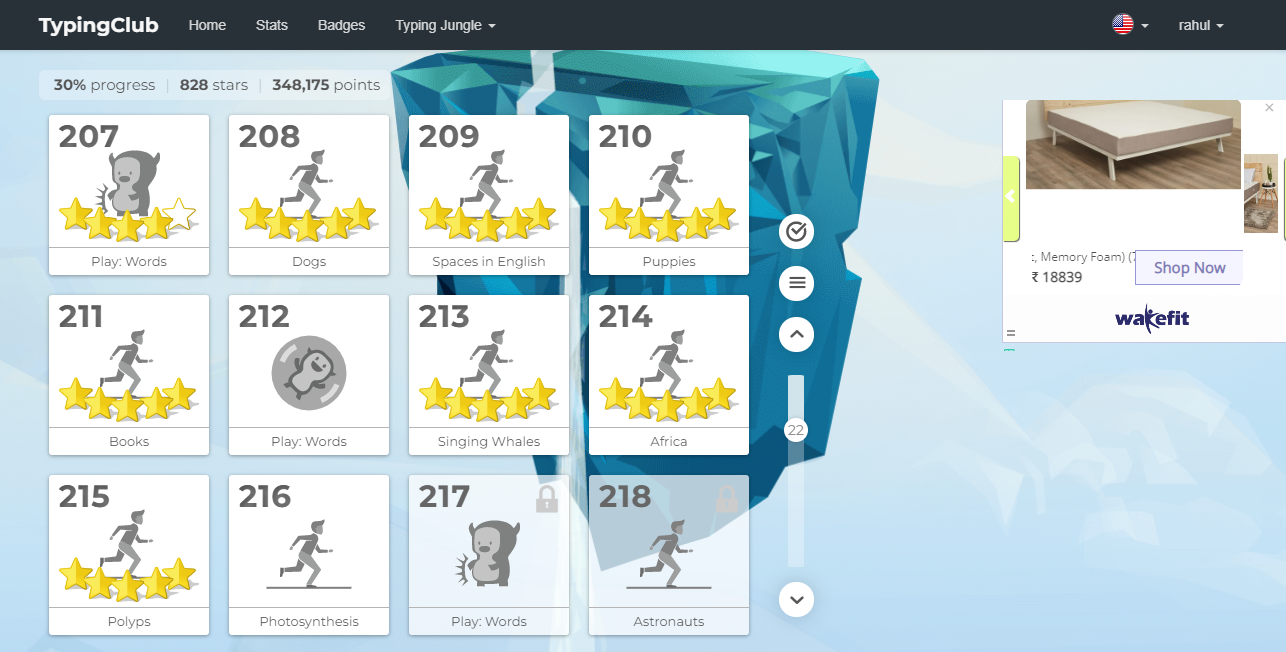 TypingClub Home Stats Badges Typing Jungle rahul
30% progress 828 stars 348,175 points
207 208 209 210
Play: Words Dogs Spaces in English Puppies
, Memory Foam) (7
₹ 18839
Shop Now
wakefit
211 212 213 214
Books Play: Words Singing Whales Africa
22
215 216 217 218
Polyps Photosynthesis Play: Words Astronauts